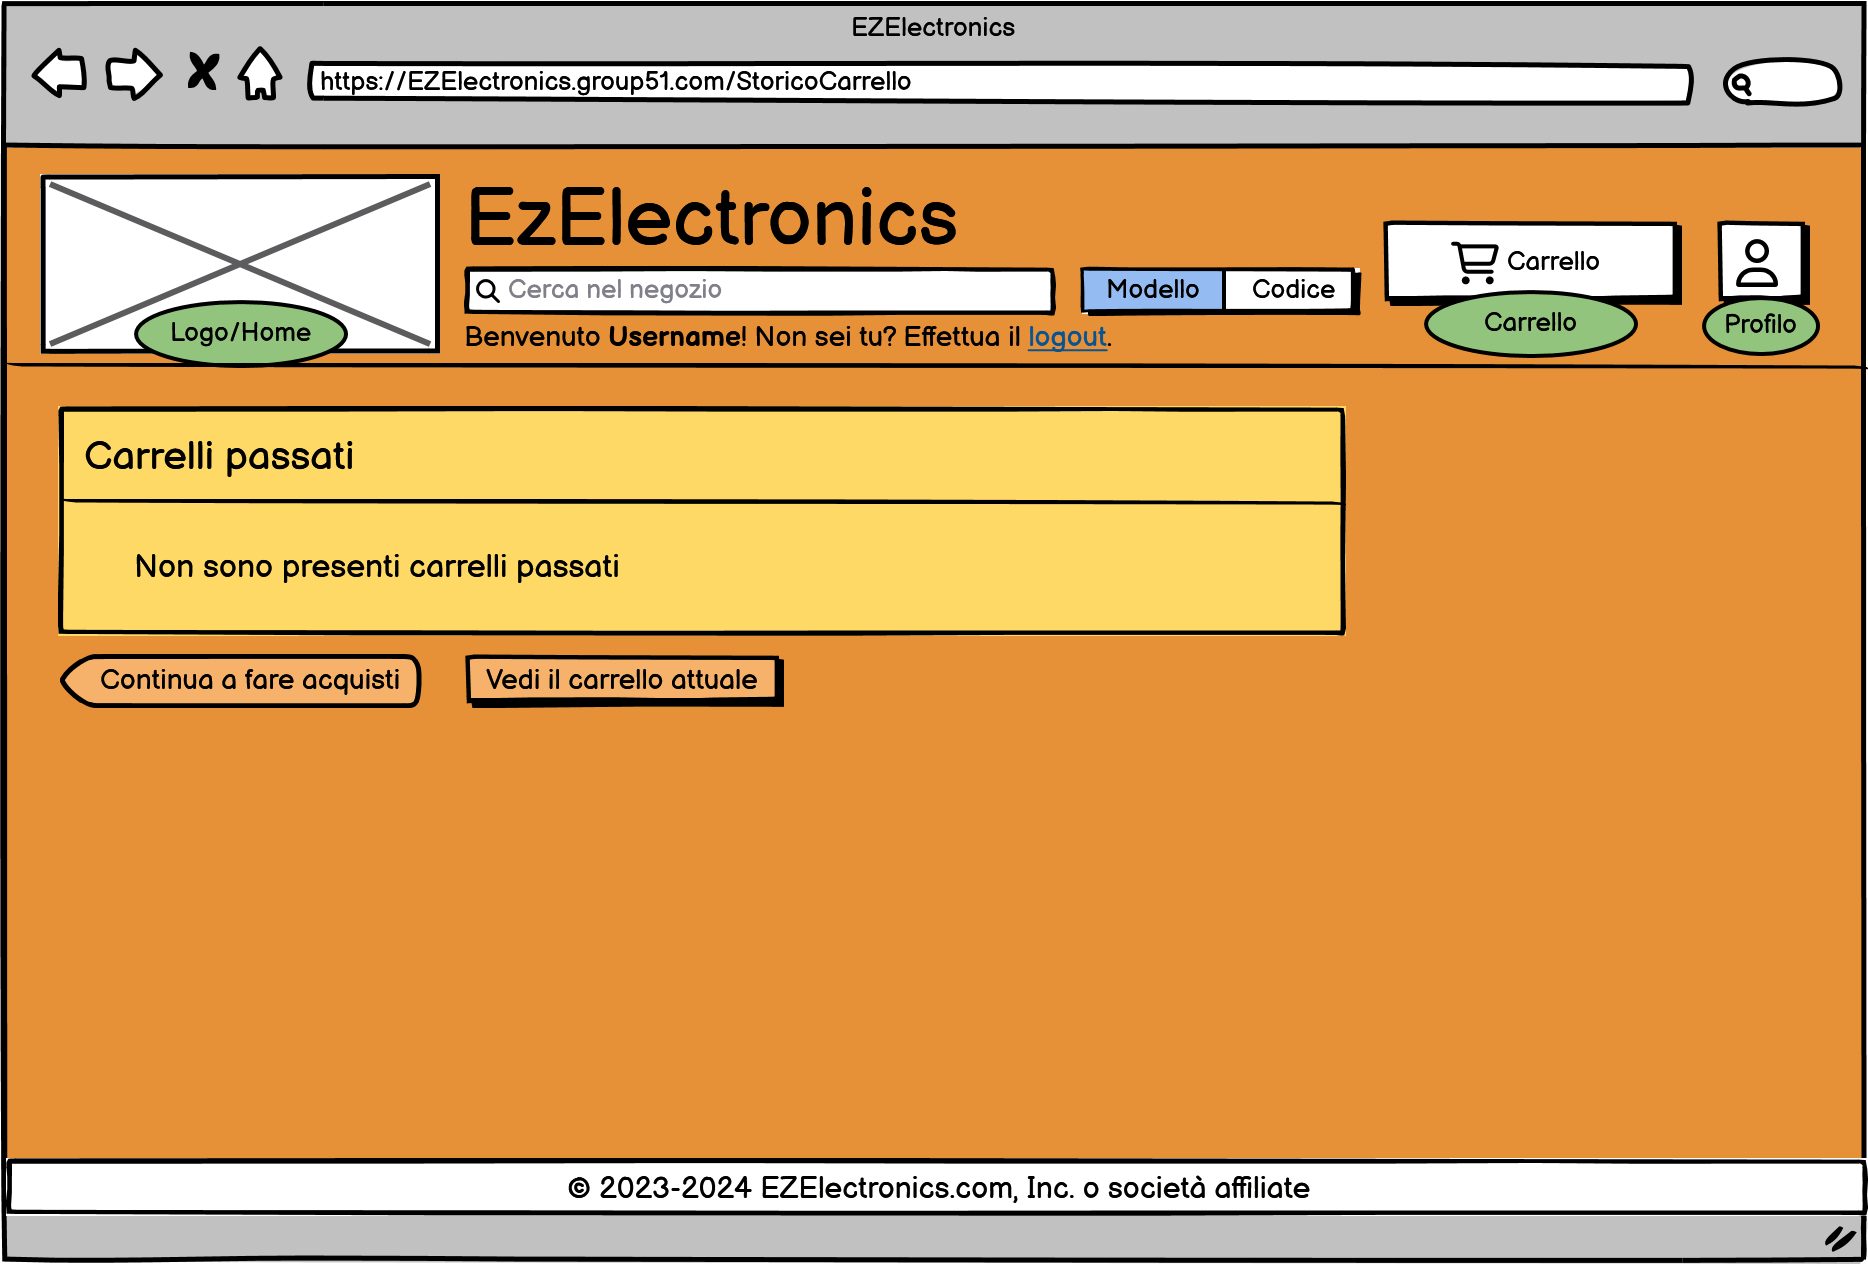 EZElectronics
https://EZElectronics.group51.com/StoricoCarrello
EzElectronics
Cerca nel negozio
Modello
Codice
Carrello
Logo/Home
Benvenuto Username! Non sei tu? Effettua il logout.
Carrello
Profilo
Carrelli passati
Non sono presenti carrelli passati
Continua a fare acquisti
Vedi il carrello attuale
© 2023-2024 EZElectronics.com, Inc. o società affiliate